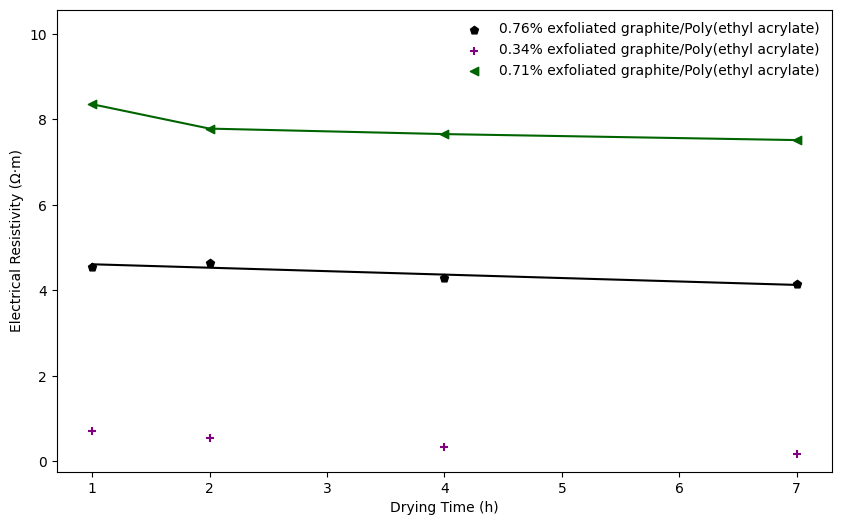 0.76% exfoliated graphite/Poly(ethyl acrylate)
0.34% exfoliated graphite/Poly(ethyl acrylate)
0.71% exfoliated graphite/Poly(ethyl acrylate)
Electrical Resistivity (Ω·m)
10
8
6
4
2
0
1 2 3 4 5 6 7
Drying Time (h)